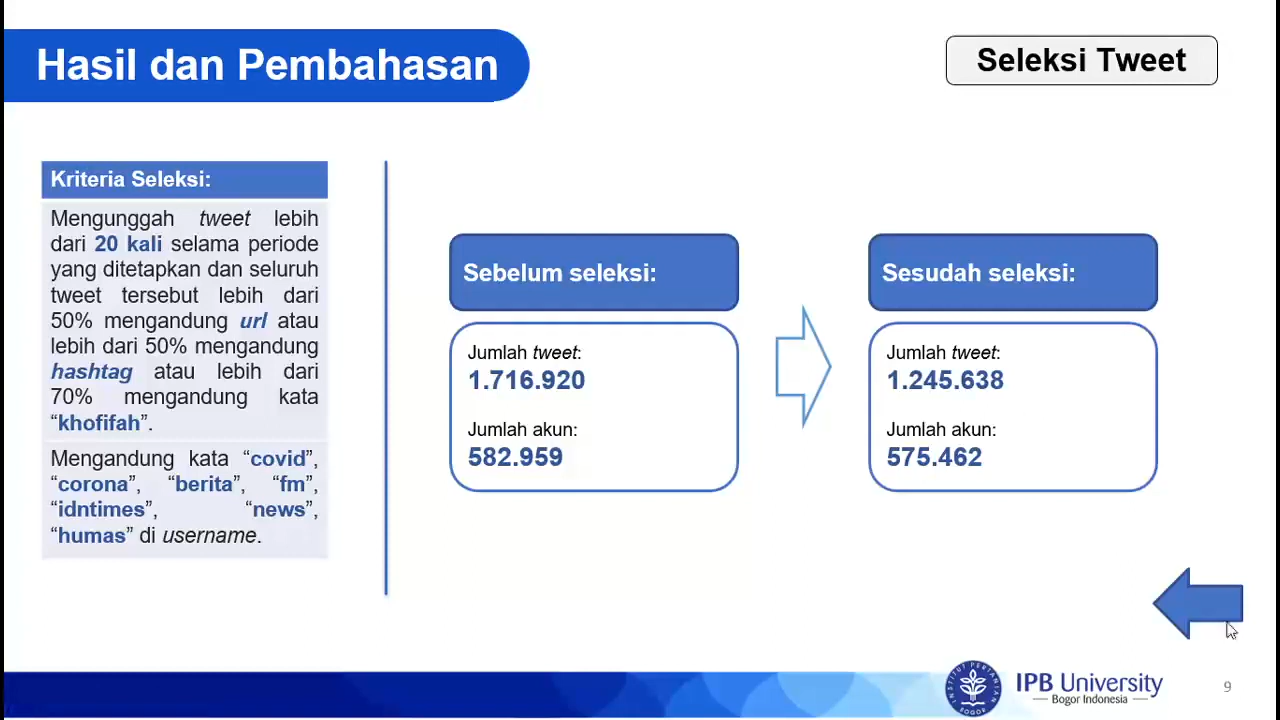 Hasil dan Pembahasan
Seleksi Tweet
Kriteria Seleksi:
Mengunggah tweet lebih
dari 20 kali selama periode
yang ditetapkan dan seluruh
tweet tersebut lebih dari
50% mengandung url atau
lebih dari 50% mengandung
hashtag atau lebih dari
70% mengandung kata
“khofifah”.
Mengandung kata “covid”,
“corona”, “berita”, “fm”,
“idntimes”, “news”,
“humas” di username.
Sebelum seleksi:
Jumlah tweet:
1.716.920
Jumlah akun:
582.959
Sesudah seleksi:
Jumlah tweet:
1.245.638
Jumlah akun:
575.462
INSTITUT PERTANIAN
BOGOR
IPB University
Bogor Indonesia
9